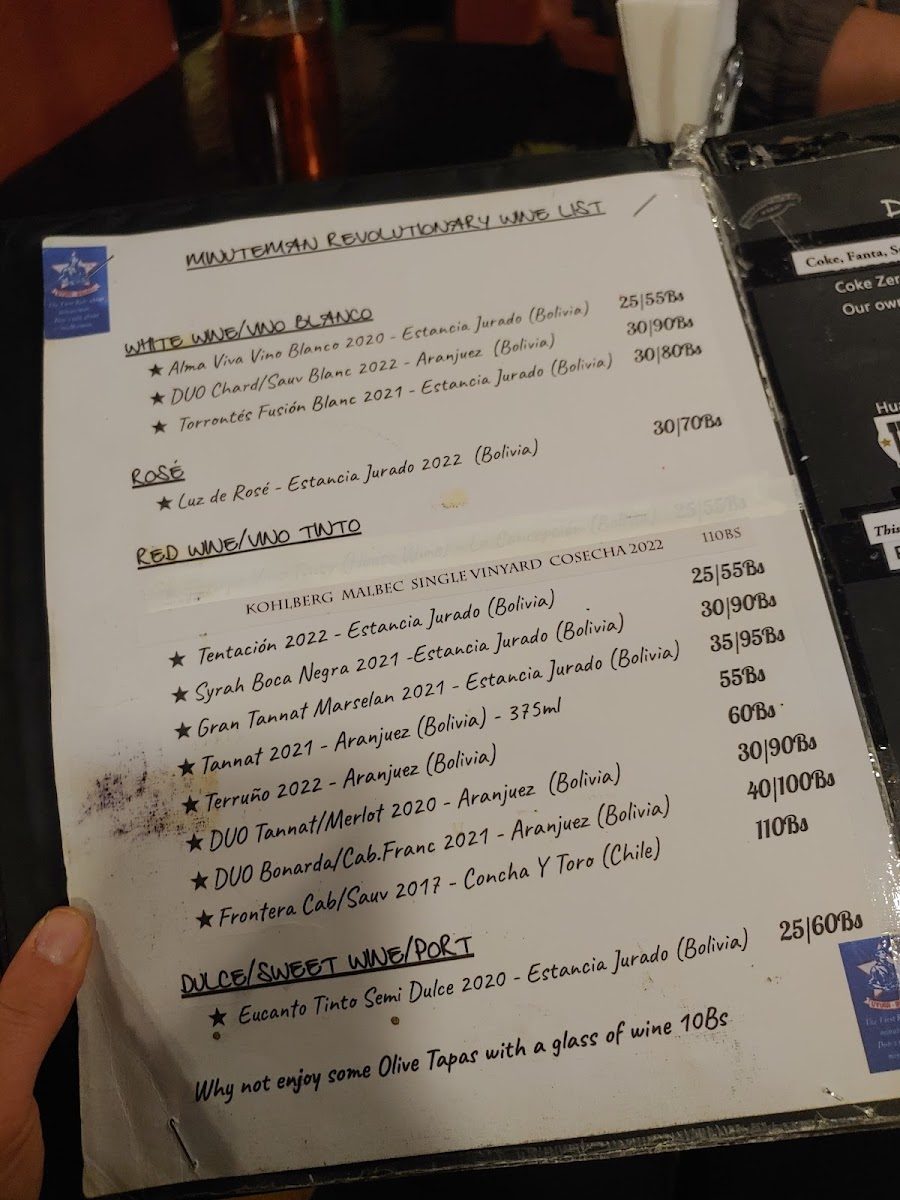 MINUTEMAN REVOLUTIONARY WINE LIST
WHITE WINE/VINO BLANCO
★ Alma Viva Vino Blanco 2020 - Estancia Jurado (Bolivia) 25|55Bs
★ DUO Chard/Sauv Blanc 2022 - Aranjuez (Bolivia) 30|90Bs
★ Torrontés Fusión Blanc 2021 - Estancia Jurado (Bolivia) 30|80Bs
ROSÉ
★ Luz de Rosé - Estancia Jurado 2022 (Bolivia) 30|70Bs
RED WINE/VINO TINTO
La Concepción (Bolivia) 25|55Bs
KOHLBERG MALBEC SINGLE VINYARD COSECHA 2022 110BS
★ Tentación 2022 - Estancia Jurado (Bolivia) 25|55Bs
★ Syrah Boca Negra 2021 -Estancia Jurado (Bolivia) 30|90Bs
★ Gran Tannat Marselan 2021 - Estancia Jurado (Bolivia) 35|95Bs
★ Tannat 2021 - Aranjuez (Bolivia) - 375ml 55Bs
★ Terruño 2022 - Aranjuez (Bolivia) 60Bs
★ DUO Tannat/Merlot 2020 - Aranjuez (Bolivia) 30|90Bs
★ DUO Bonarda/Cab.Franc 2021 - Aranjuez (Bolivia) 40|100Bs
★ Frontera Cab/Sauv 2017 - Concha Y Toro (Chile) 110Bs
DULCE/SWEET WINE/PORT
★ Eucanto Tinto Semi Dulce 2020 - Estancia Jurado (Bolivia) 25|60Bs
Why not enjoy some Olive Tapas with a glass of wine 10Bs
Coke, Fanta,
Coke
Our
This